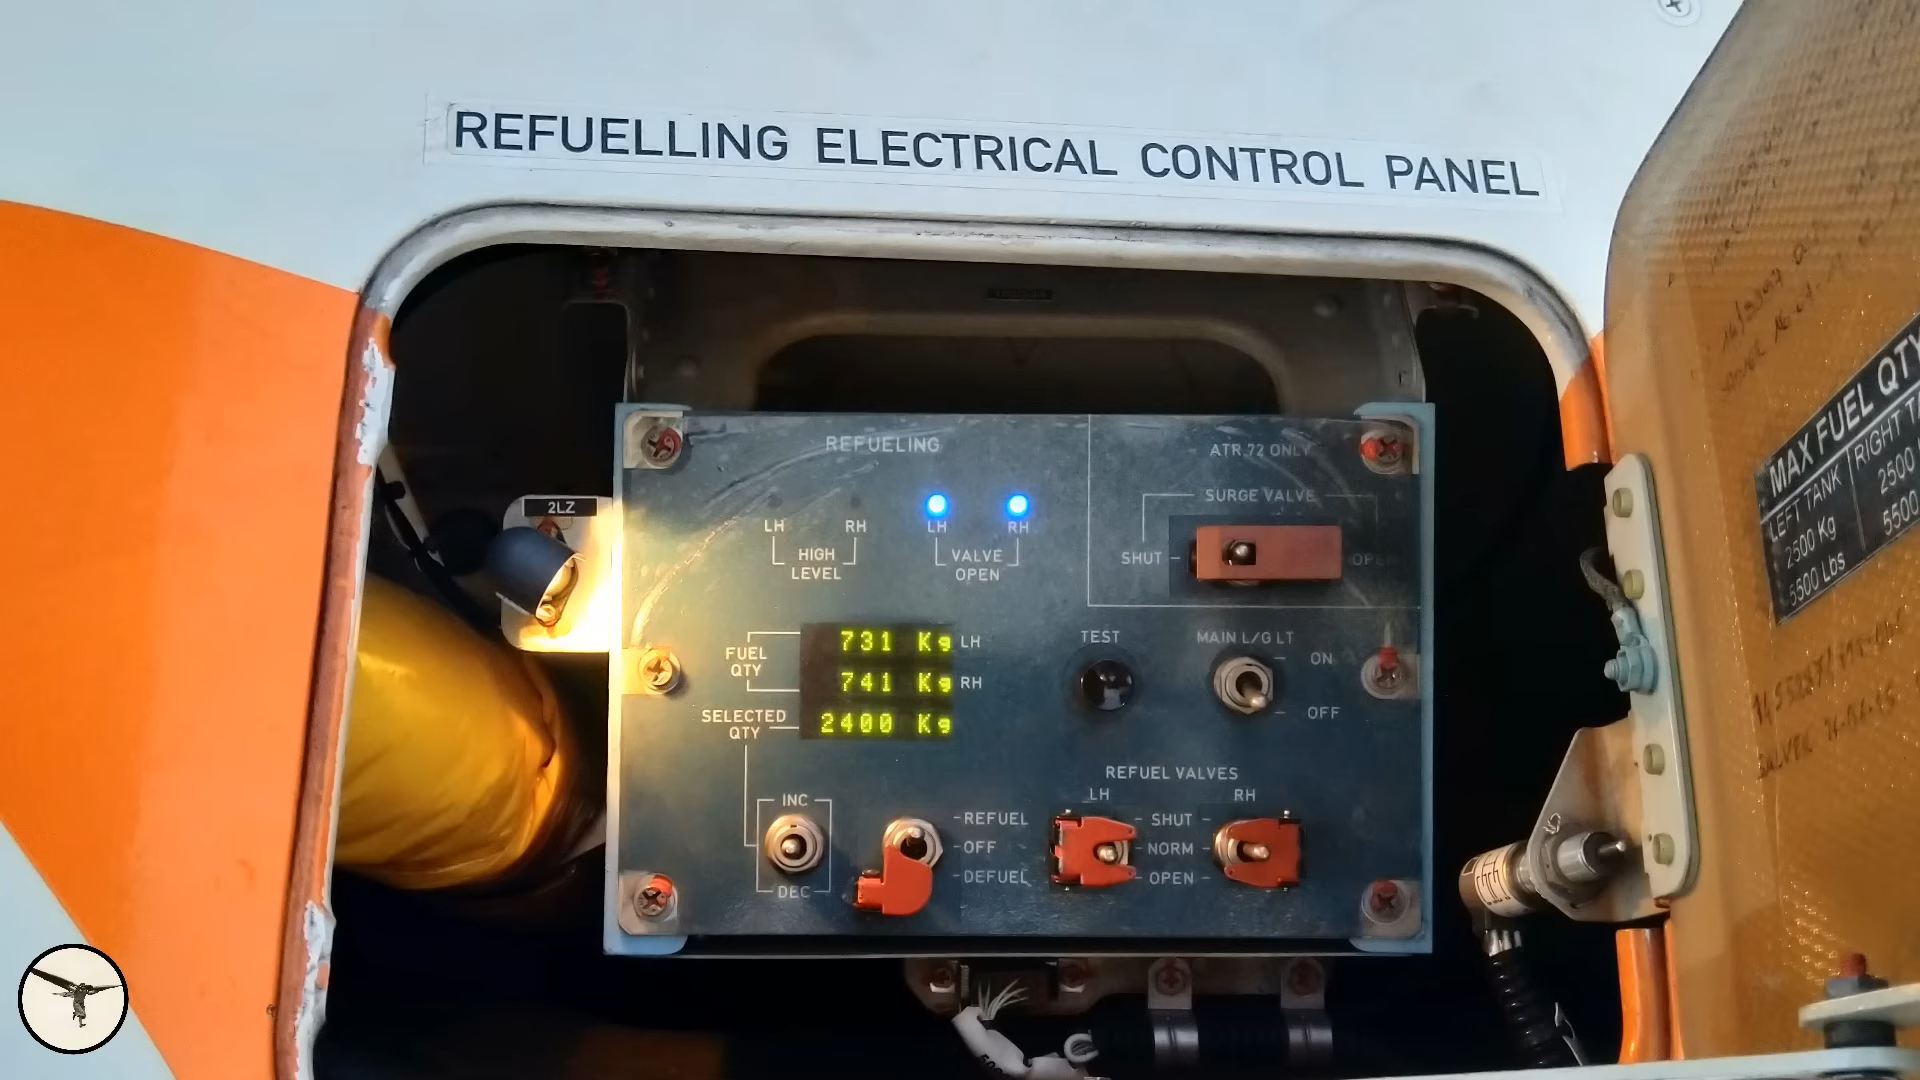 REFUELLING ELECTRICAL CONTROL PANEL
REFUELING
ATR.72 ONLY
SURGE VALVE
SHUT
OPEN
2LZ
LH RH
HIGH
LEVEL
LH RH
VALVE
OPEN
FUEL
QTY
731 Kg LH
741 Kg RH
SELECTED
QTY
2400 Kg
TEST
MAIN L/G LT
ON
OFF
INC
DEC
REFUEL
OFF
DEFUEL
REFUEL VALVES
LH RH
SHUT
NORM
OPEN
MAX FUEL QTY
LEFT TANK
2500 Kg
5500 Lbs
RIGHT
2500
5500